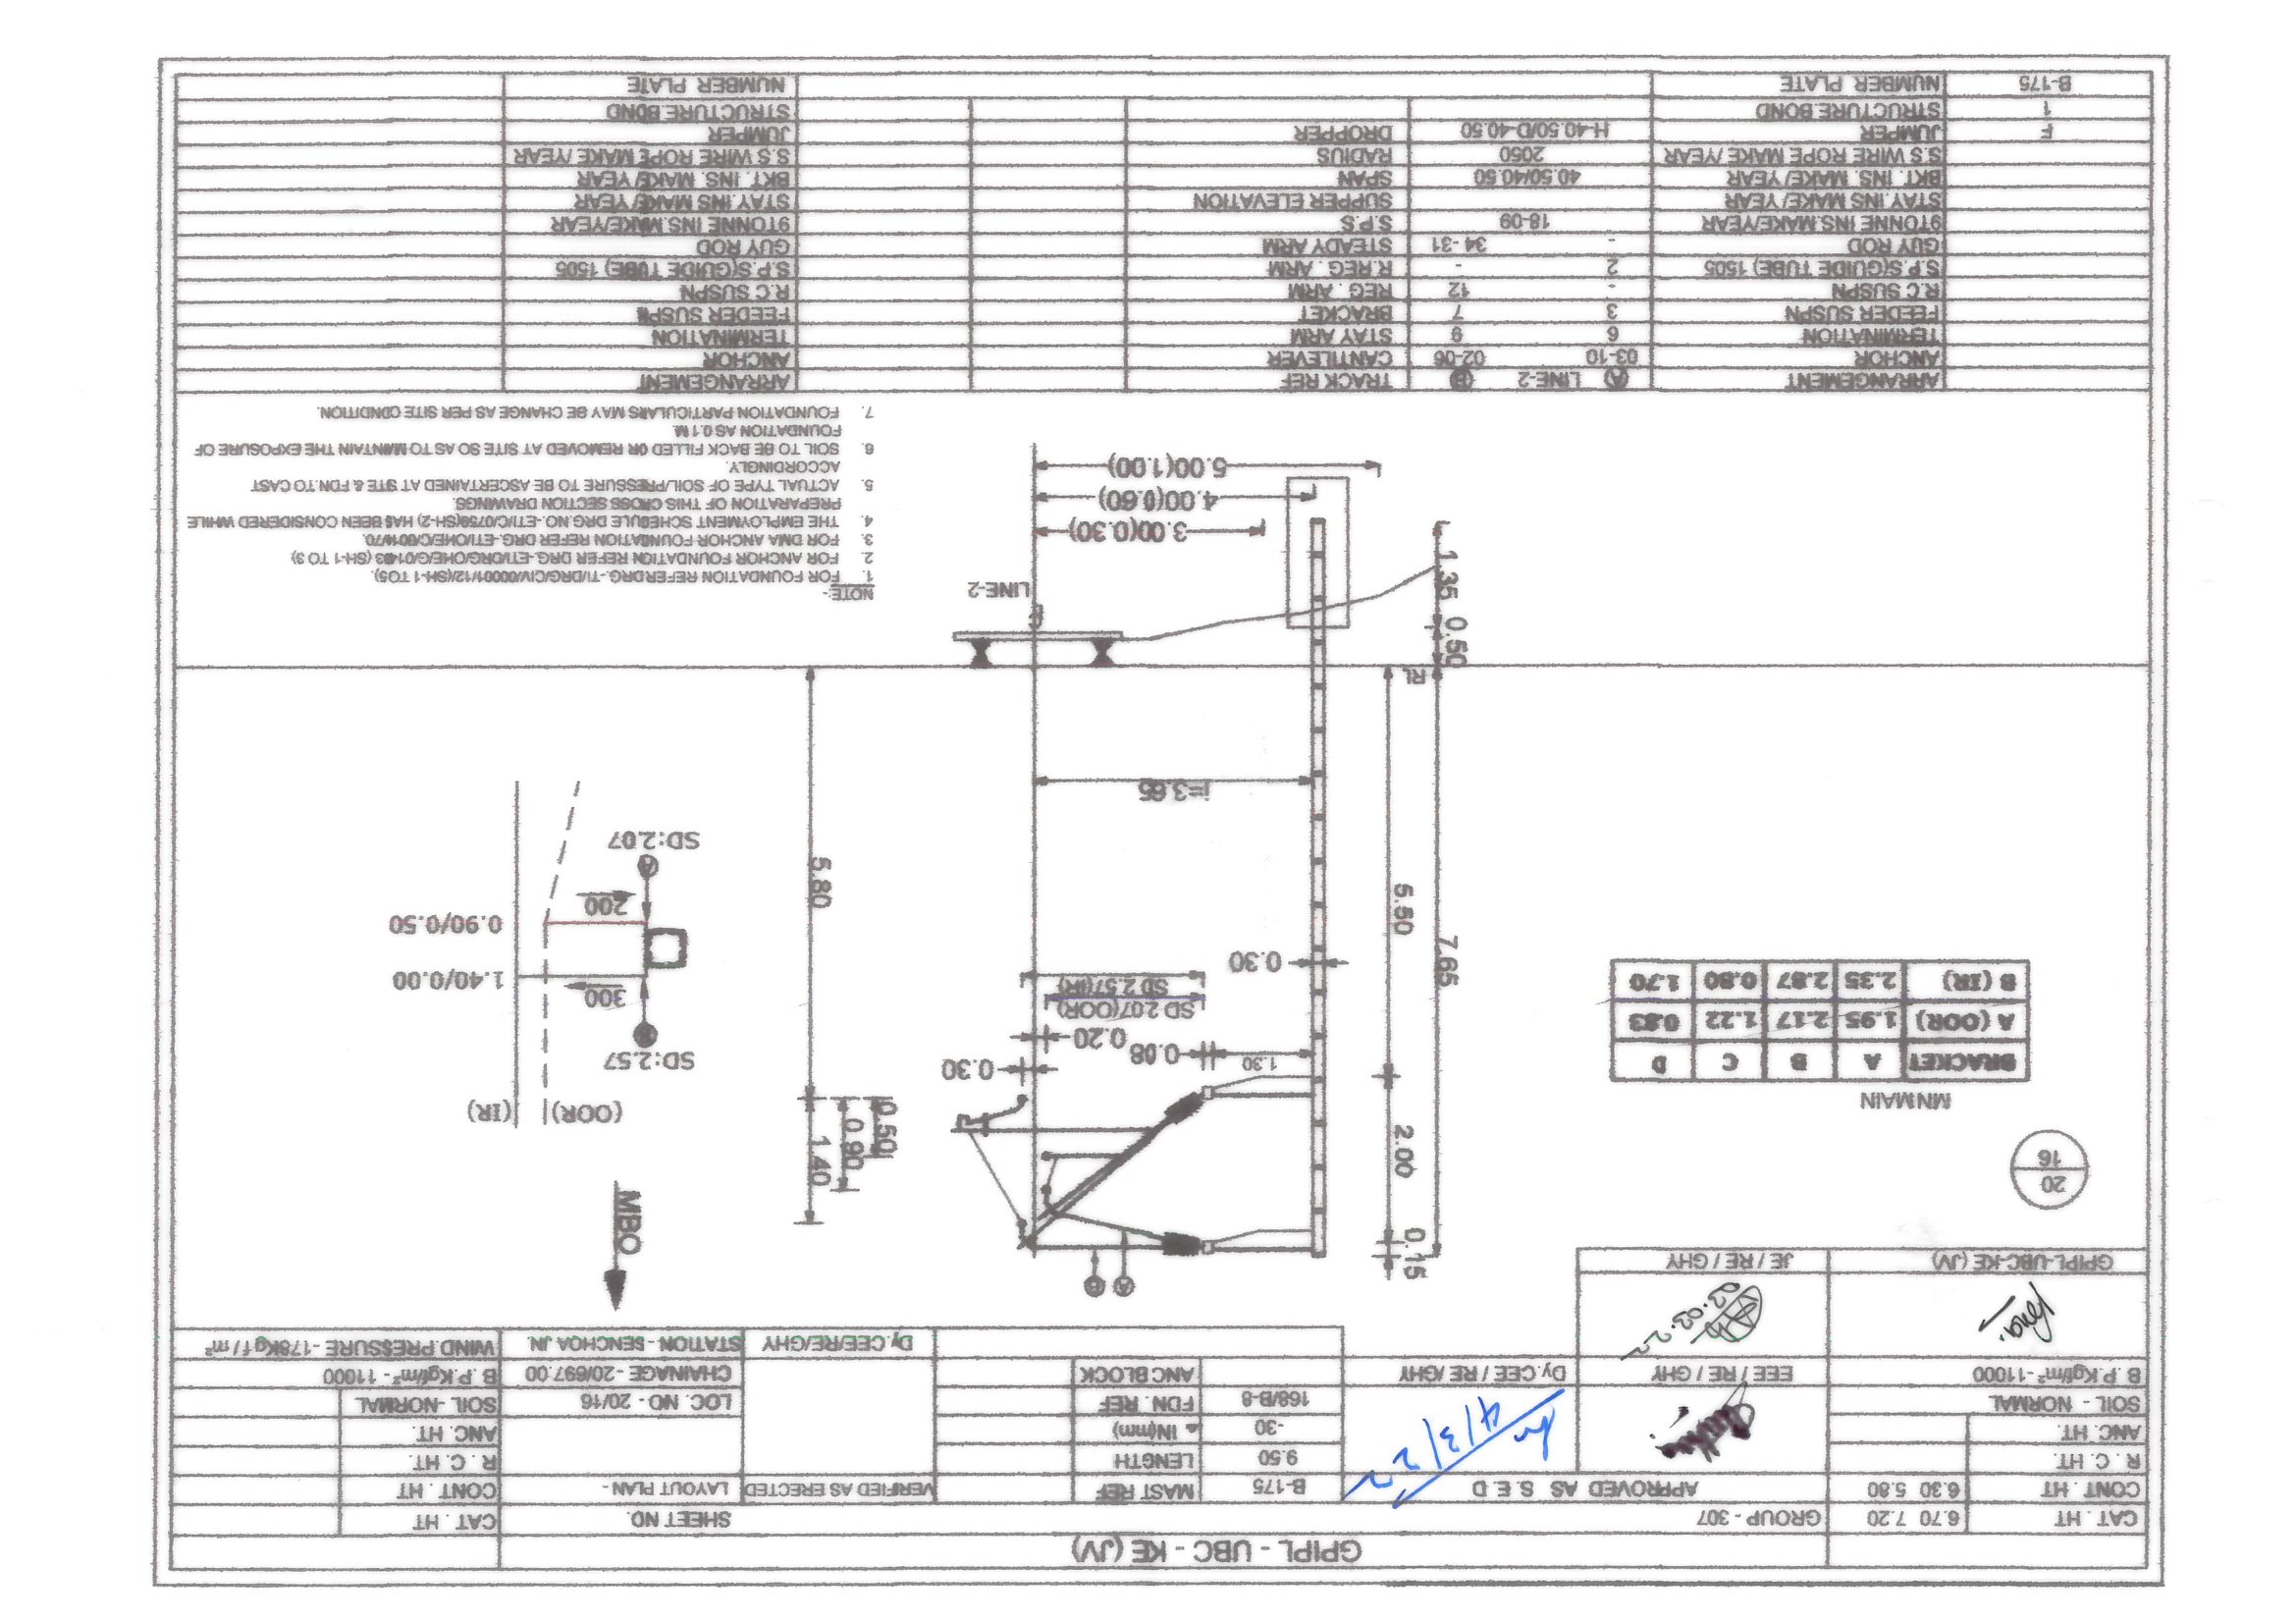 GPIPL - UBC - KE (JV)
CAT . HT 6.70 7.20 GROUP - 307 SHEET NO. CAT . HT
CONT . HT 6.30 5.80 APPROVED AS S.E.D B-175 MAST REF VERIFIED AS ERECTED LAYOUT PLAN - CONT . HT
R . C. HT. 9.50 LENGTH R . C. HT.
ANC. HT. -30 IN(mm) ANC. HT.
4/3/22
SOIL - NORMAL 168/B-8 FDN. REF LOC. NO - 20/16 SOIL -NORMAL
B .P.Kgf/m² -11000 EEE / RE / GHY Dy.CEE / RE /GHY ANC BLOCK CHAINAGE -20/697.00 B .P.Kgf/m² - 11000
Dy.CEE/RE/GHY STATION - SENCHOA JN. WIND.PRESSURE -178Kg f / m²
03.03.22
GPIPL-UBC-KE (JV) JE / RE / GHY
20
16
MN MAIN
BRACKET A B C D
A (OOR) 1.95 2.17 1.22 0.83
B (IR) 2.35 2.87 0.80 1.70
A B
0.15
2.00
7.65
5.50
1.30
0.08
0.20
0.30
SD 2.07(OOR)
SD 2.57(IR)
0.30
i=3.65
0.50
0.90
1.40
5.80
MBO
(OOR) (IR)
SD:2.57
300
1.40/0.00
0.90/0.50
200
A
SD:2.07
RL
0.50
1.35
LINE-2
3.00(0.30)
4.00(0.60)
5.00(1.00)
NOTE:-
1. FOR FOUNDATION REFER DRG.-TI/DRG/CIV/00001/12/(SH-1 TO5).
2. FOR ANCHOR FOUNDATION REFER DRG.-ETI/DRG/OHE/G/01403 (SH-1 TO 3)
3. FOR DMA ANCHOR FOUNDATION REFER DRG.-ETI/OHE/C/0014/70.
4. THE EMPLOYMENT SCHEDULE DRG.NO.-ETI/C/0759(SH-2) HAS BEEN CONSIDERED WHILE
PREPARATION OF THIS CROSS SECTION DRAWINGS.
5. ACTUAL TYPE OF SOIL/PRESSURE TO BE ASCERTAINED AT STE & FDN.TO CAST
ACCORDINGLY.
6. SOIL TO BE BACK FILLED OR REMOVED AT SITE SO AS TO MAINTAIN THE EXPOSURE OF
FOUNDATION AS 0.1 M.
7. FOUNDATION PARTICULARS MAY BE CHANGE AS PER SITE CONDITION.
ARRANGEMENT A LINE-2 B TRACK REF ARRANGEMENT
ANCHOR 03-10 02-06 CANTILEVER ANCHOR
TERMINATION 6 9 STAY ARM TERMINATION
FEEDER SUSPN 3 7 BRACKET FEEDER SUSPN
R.C SUSPN - 12 REG . ARM R.C SUSPN
S.P.S(GUIDE TUBE) 1505 2 - R.REG . ARM S.P.S(GUIDE TUBE) 1505
GUY ROD - 34 -31 STEADY ARM GUY ROD
9TONNE INS.MAKE/YEAR 18-09 S.P.S 9TONNE INS.MAKE/YEAR
STAY.INS MAKE/ YEAR SUPPER ELEVATION STAY.INS MAKE/ YEAR
BKT. INS. MAKE/ YEAR 40.50/40.50 SPAN BKT. INS. MAKE/ YEAR
S.S WIRE ROPE MAKE /YEAR 2050 RADIUS S.S WIRE ROPE MAKE /YEAR
F JUMPER H-40.50/D-40.50 DROPPER JUMPER
1 STRUCTURE.BOND STRUCTURE.BOND
B-175 NUMBER PLATE NUMBER PLATE